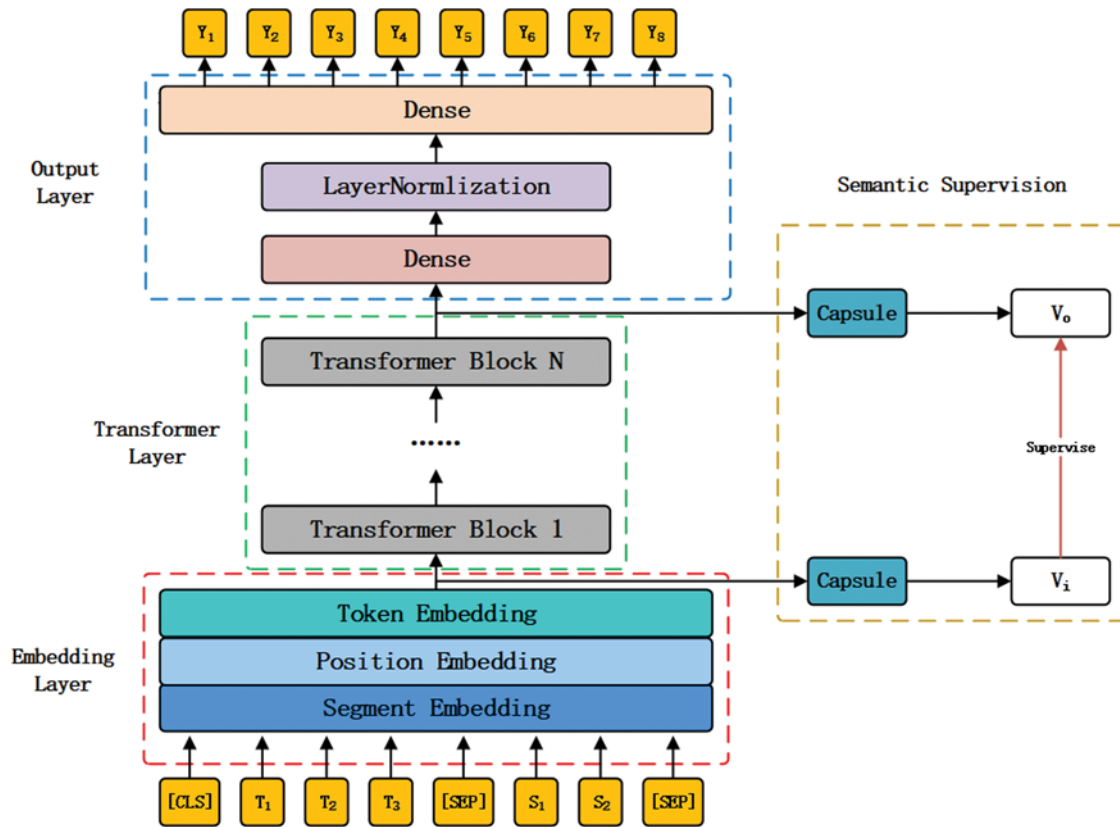 Y₁ Y₂ Y₃ Y₄ Y₅ Y₆ Y₇ Y₈
Dense
Output
Layer
LayerNormlization
Dense
Semantic Supervision
Capsule
Vₒ
Transformer Block N
Transformer
Layer
......
Supervise
Transformer Block 1
Capsule
Vᵢ
Token Embedding
Embedding
Layer
Position Embedding
Segment Embedding
[CLS] T₁ T₂ T₃ [SEP] S₁ S₂ [SEP]